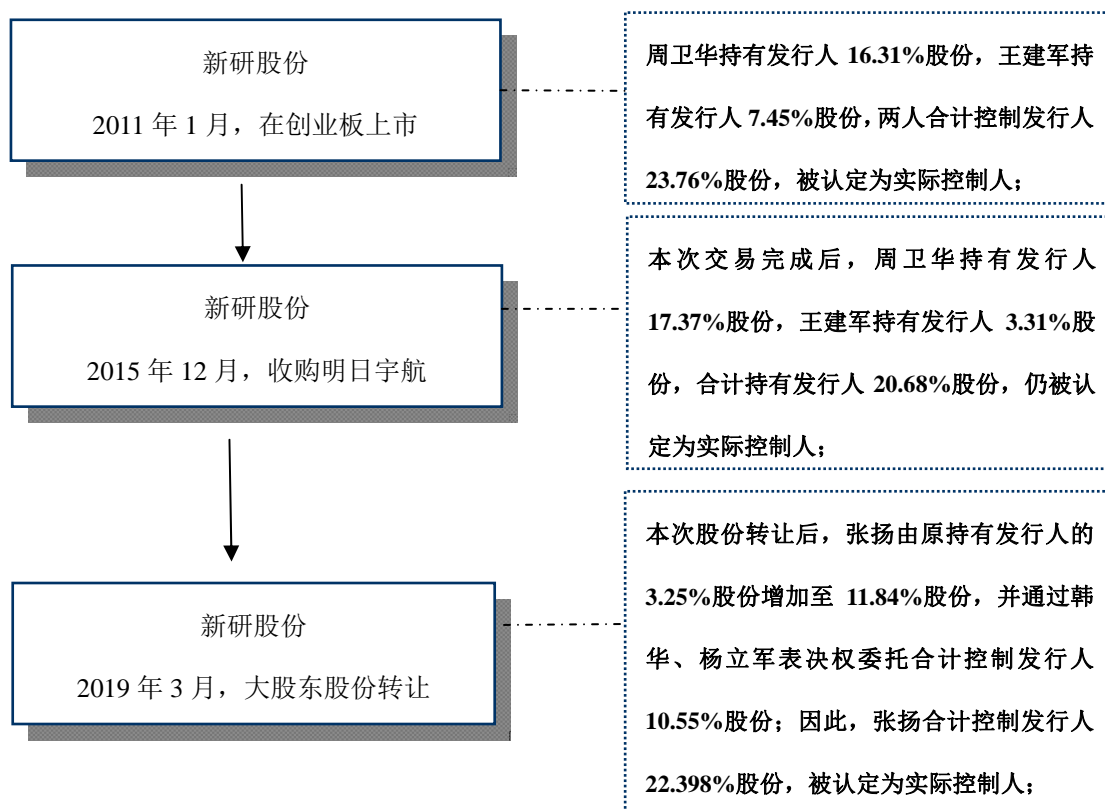 新研股份
2011 年 1 月，在创业板上市
周卫华持有发行人 16.31%股份，王建军持
有发行人 7.45%股份，两人合计控制发行人
23.76%股份，被认定为实际控制人；
新研股份
2015 年 12 月，收购明日宇航
本次交易完成后，周卫华持有发行人
17.37%股份，王建军持有发行人 3.31%股
份，合计持有发行人 20.68%股份，仍被认
定为实际控制人；
新研股份
2019 年 3 月，大股东股份转让
本次股份转让后，张扬由原持有发行人的
3.25%股份增加至 11.84%股份，并通过韩
华、杨立军表决权委托合计控制发行人
10.55%股份；因此，张扬合计控制发行人
22.398%股份，被认定为实际控制人；